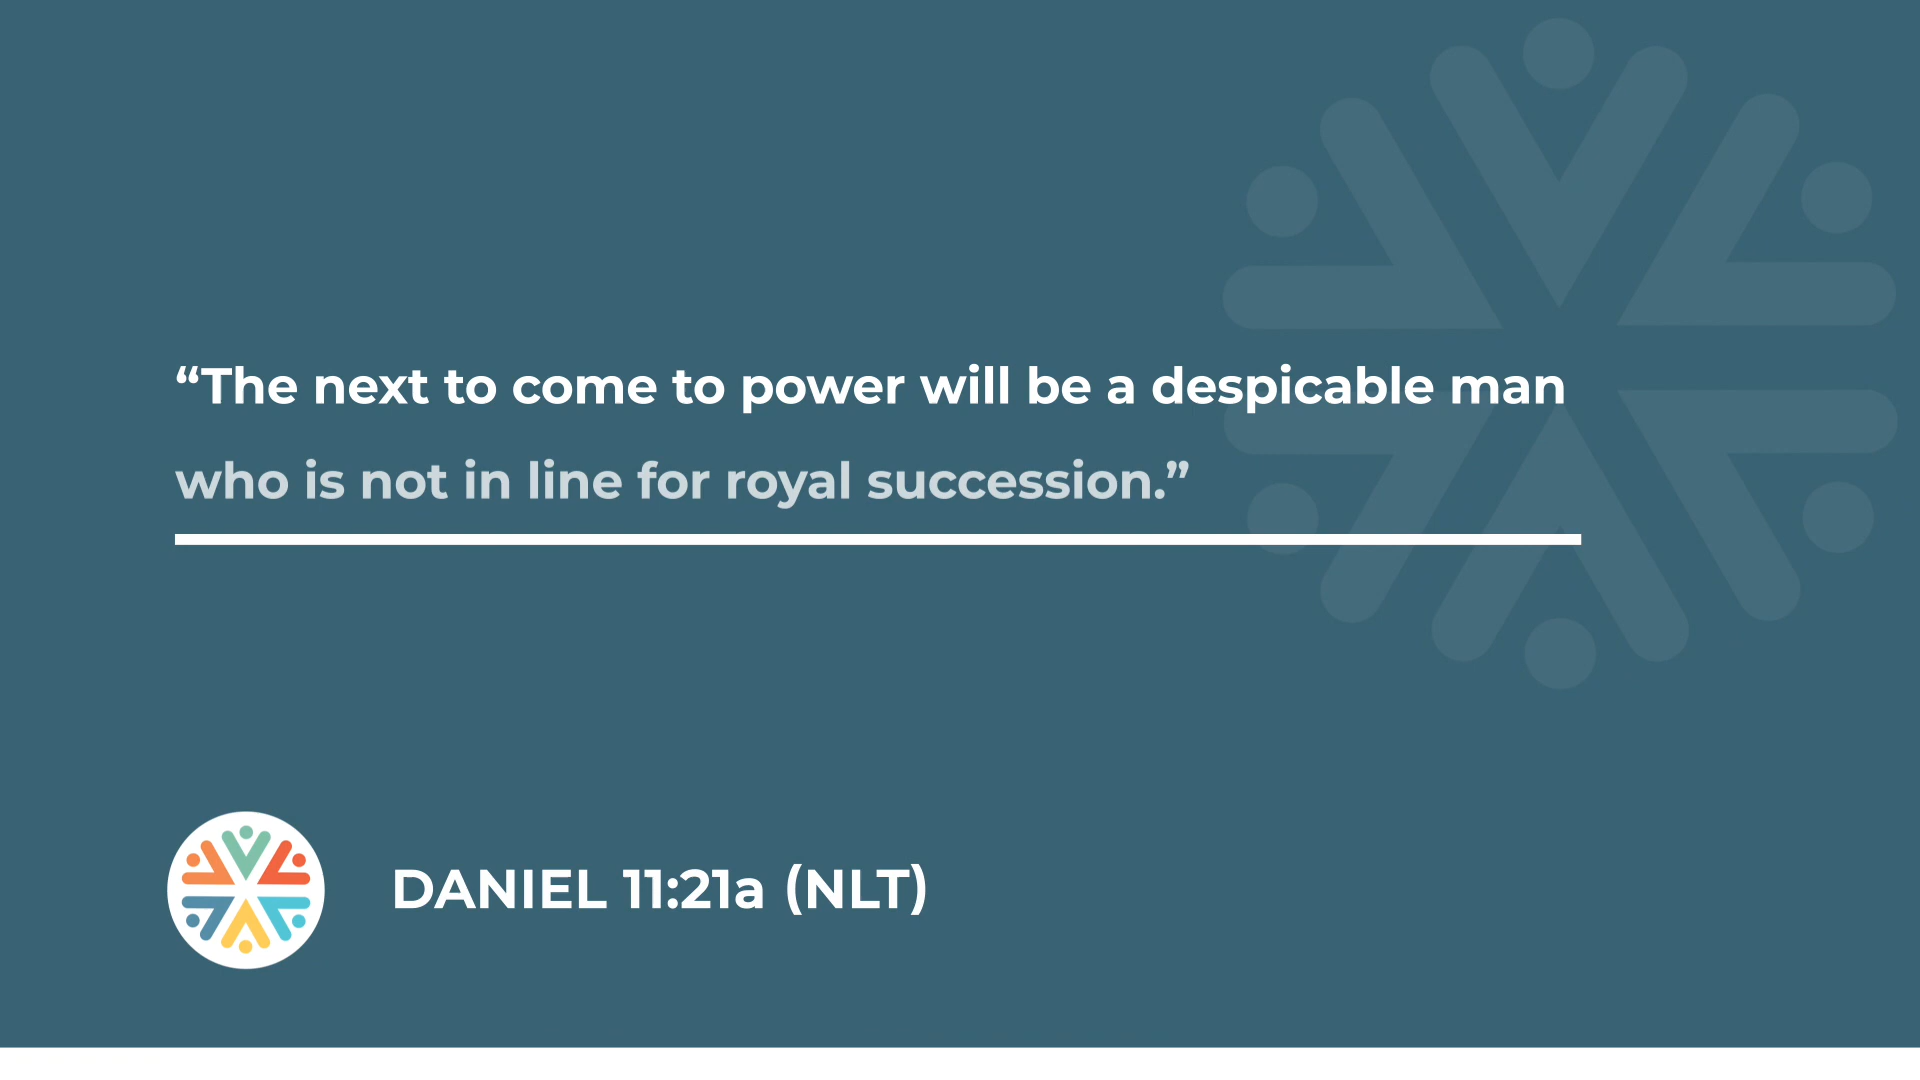 “The next to come to power will be a despicable man
who is not in line for royal succession.”
DANIEL 11:21a (NLT)